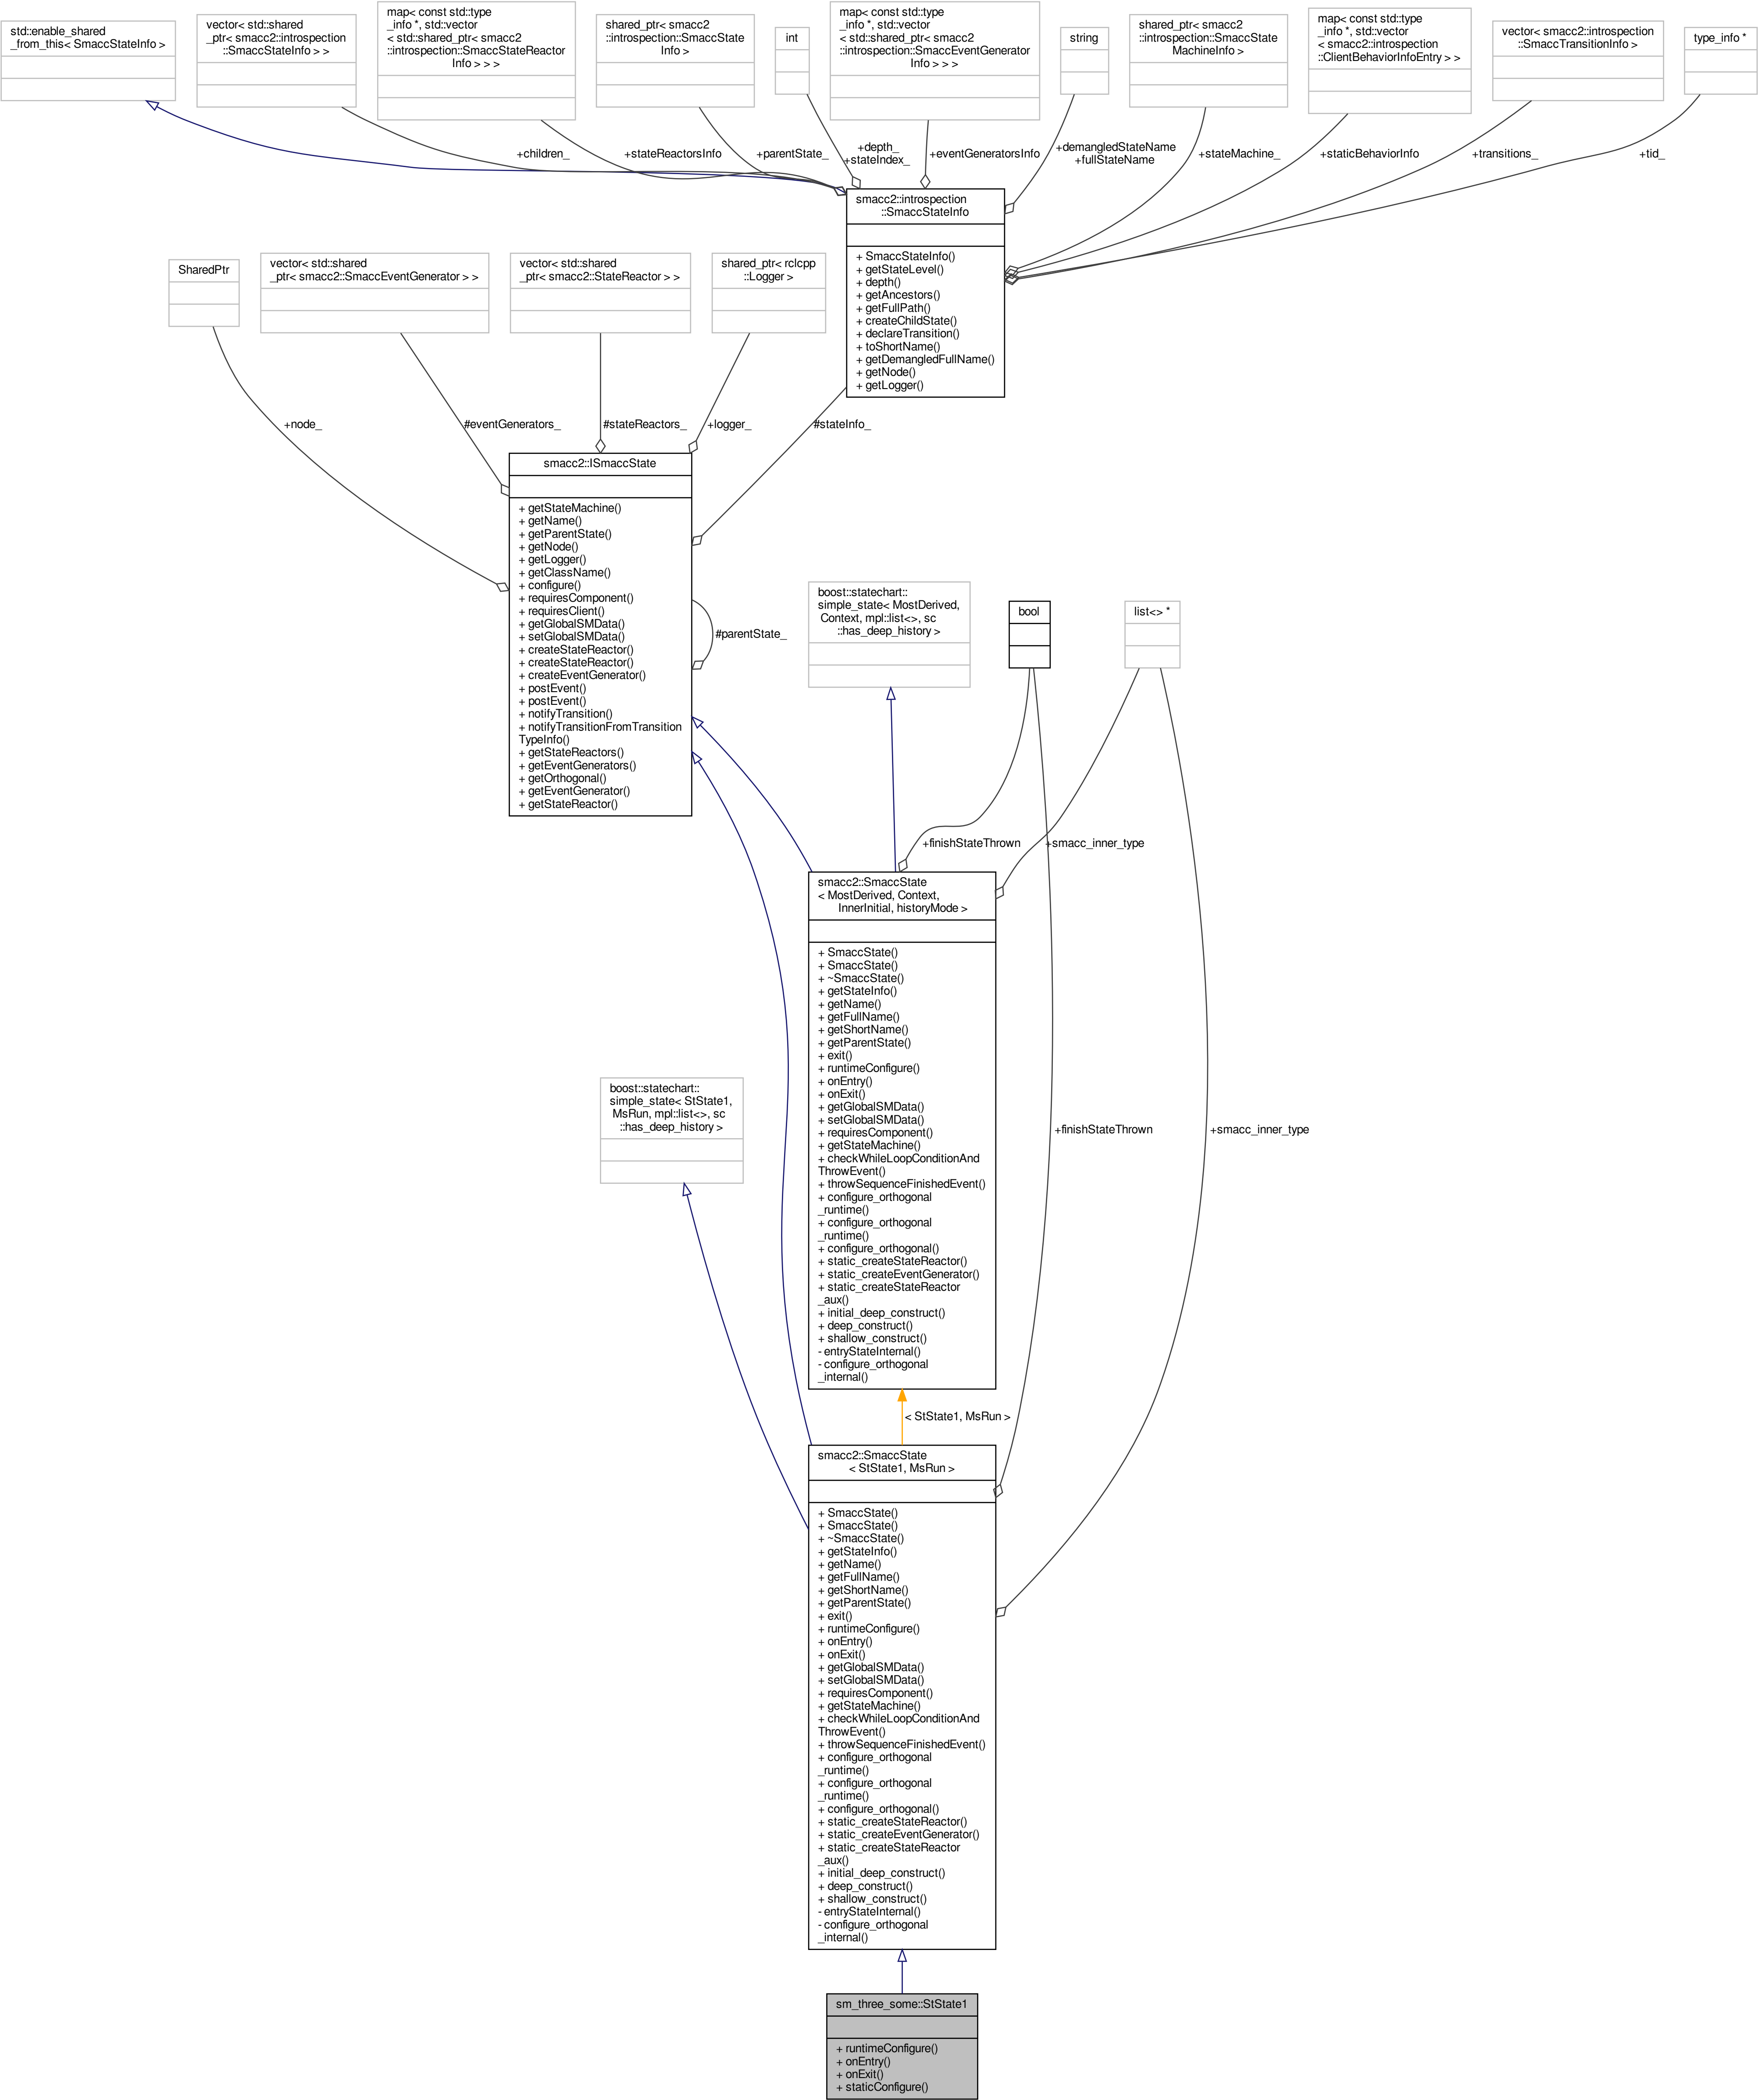 std::enable_shared
_from_this< SmaccStateInfo >
vector< std::shared
_ptr< smacc2::introspection
::SmaccStateInfo > >
map< const std::type
_info *, std::vector
< std::shared_ptr< smacc2
::introspection::SmaccStateReactor
Info > > >
shared_ptr< smacc2
::introspection::SmaccState
Info >
int
map< const std::type
_info *, std::vector
< std::shared_ptr< smacc2
::introspection::SmaccEventGenerator
Info > > >
string
shared_ptr< smacc2
::introspection::SmaccState
MachineInfo >
map< const std::type
_info *, std::vector
< smacc2::introspection
::ClientBehaviorInfoEntry > >
vector< smacc2::introspection
::SmaccTransitionInfo >
type_info *
+children_
+stateReactorsInfo
+parentState_
+depth_
+stateIndex_
+eventGeneratorsInfo
+demangledStateName
+fullStateName
+stateMachine_
+staticBehaviorInfo
+transitions_
+tid_
smacc2::introspection
::SmaccStateInfo
+ SmaccStateInfo()
+ getStateLevel()
+ depth()
+ getAncestors()
+ getFullPath()
+ createChildState()
+ declareTransition()
+ toShortName()
+ getDemangledFullName()
+ getNode()
+ getLogger()
SharedPtr
vector< std::shared
_ptr< smacc2::SmaccEventGenerator > >
vector< std::shared
_ptr< smacc2::StateReactor > >
shared_ptr< rclcpp
::Logger >
+node_
#eventGenerators_
#stateReactors_
+logger_
#stateInfo_
smacc2::ISmaccState
+ getStateMachine()
+ getName()
+ getParentState()
+ getNode()
+ getLogger()
+ getClassName()
+ configure()
+ requiresComponent()
+ requiresClient()
+ getGlobalSMData()
+ setGlobalSMData()
+ createStateReactor()
+ createStateReactor()
+ createEventGenerator()
+ postEvent()
+ postEvent()
+ notifyTransition()
+ notifyTransitionFromTransition
TypeInfo()
+ getStateReactors()
+ getEventGenerators()
+ getOrthogonal()
+ getEventGenerator()
+ getStateReactor()
#parentState_
boost::statechart::
simple_state< MostDerived,
Context, mpl::list<>, sc
::has_deep_history >
bool
list<> *
+finishStateThrown
+smacc_inner_type
smacc2::SmaccState
< MostDerived, Context,
InnerInitial, historyMode >
+ SmaccState()
+ SmaccState()
+ ~SmaccState()
+ getStateInfo()
+ getName()
+ getFullName()
+ getShortName()
+ getParentState()
+ exit()
+ runtimeConfigure()
+ onEntry()
+ onExit()
+ getGlobalSMData()
+ setGlobalSMData()
+ requiresComponent()
+ getStateMachine()
+ checkWhileLoopConditionAnd
ThrowEvent()
+ throwSequenceFinishedEvent()
+ configure_orthogonal
_runtime()
+ configure_orthogonal
_runtime()
+ configure_orthogonal()
+ static_createStateReactor()
+ static_createEventGenerator()
+ static_createStateReactor
_aux()
+ initial_deep_construct()
+ deep_construct()
+ shallow_construct()
- entryStateInternal()
- configure_orthogonal
_internal()
boost::statechart::
simple_state< StState1,
MsRun, mpl::list<>, sc
::has_deep_history >
+finishStateThrown
+smacc_inner_type
< StState1, MsRun >
smacc2::SmaccState
< StState1, MsRun >
+ SmaccState()
+ SmaccState()
+ ~SmaccState()
+ getStateInfo()
+ getName()
+ getFullName()
+ getShortName()
+ getParentState()
+ exit()
+ runtimeConfigure()
+ onEntry()
+ onExit()
+ getGlobalSMData()
+ setGlobalSMData()
+ requiresComponent()
+ getStateMachine()
+ checkWhileLoopConditionAnd
ThrowEvent()
+ throwSequenceFinishedEvent()
+ configure_orthogonal
_runtime()
+ configure_orthogonal
_runtime()
+ configure_orthogonal()
+ static_createStateReactor()
+ static_createEventGenerator()
+ static_createStateReactor
_aux()
+ initial_deep_construct()
+ deep_construct()
+ shallow_construct()
- entryStateInternal()
- configure_orthogonal
_internal()
sm_three_some::StState1
+ runtimeConfigure()
+ onEntry()
+ onExit()
+ staticConfigure()